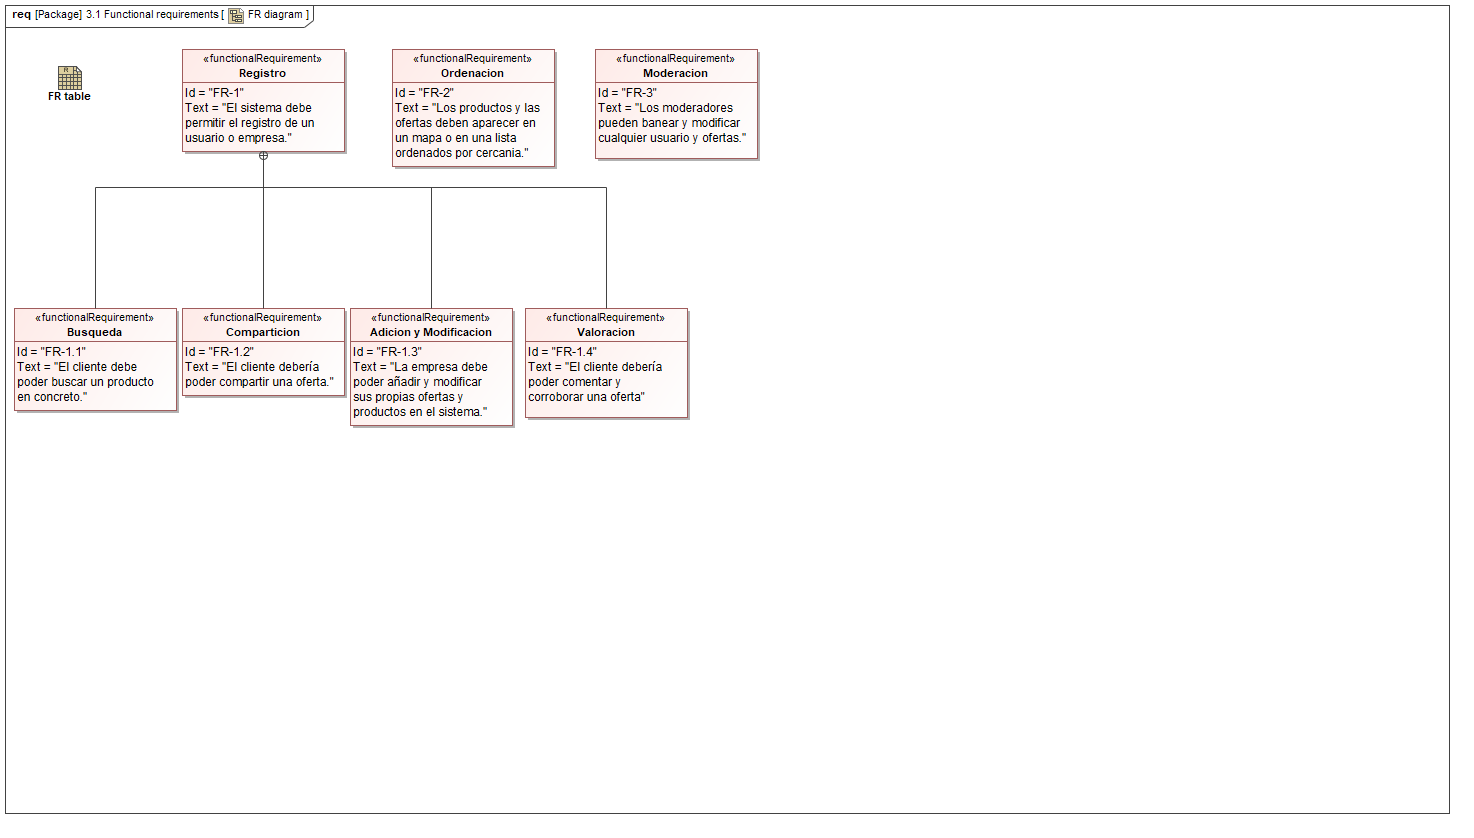 req [Package] 3.1 Functional requirements [ FR diagram ]
FR table
«functionalRequirement»
Registro
Id = "FR-1"
Text = "El sistema debe
permitir el registro de un
usuario o empresa."
«functionalRequirement»
Ordenacion
Id = "FR-2"
Text = "Los productos y las
ofertas deben aparecer en
un mapa o en una lista
ordenados por cercania."
«functionalRequirement»
Moderacion
Id = "FR-3"
Text = "Los moderadores
pueden banear y modificar
cualquier usuario y ofertas."
«functionalRequirement»
Busqueda
Id = "FR-1.1"
Text = "El cliente debe
poder buscar un producto
en concreto."
«functionalRequirement»
Comparticion
Id = "FR-1.2"
Text = "El cliente debería
poder compartir una oferta."
«functionalRequirement»
Adicion y Modificacion
Id = "FR-1.3"
Text = "La empresa debe
poder añadir y modificar
sus propias ofertas y
productos en el sistema."
«functionalRequirement»
Valoracion
Id = "FR-1.4"
Text = "El cliente debería
poder comentar y
corroborar una oferta"